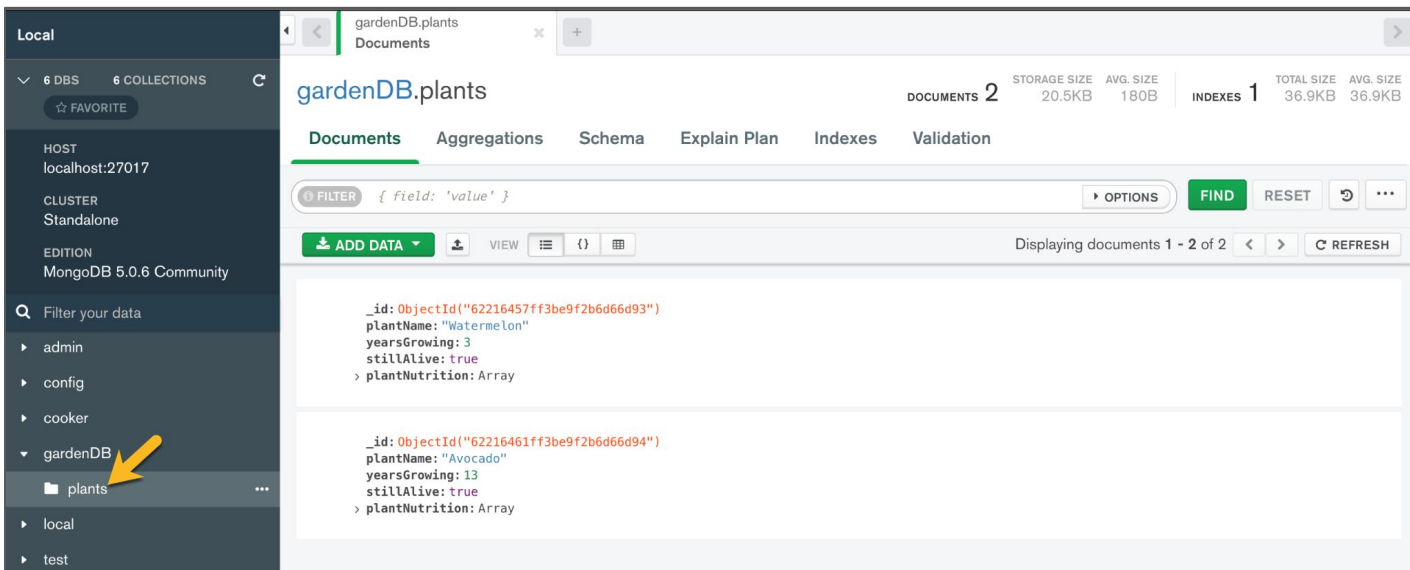 Local
6 DBS 6 COLLECTIONS
FAVORITE
HOST
localhost:27017
CLUSTER
Standalone
EDITION
MongoDB 5.0.6 Community
Filter your data
admin
config
cooker
gardenDB
plants
local
test
gardenDB.plants
Documents
gardenDB.plants
DOCUMENTS 2 STORAGE SIZE 20.5KB AVG. SIZE 180B INDEXES 1 TOTAL SIZE 36.9KB AVG. SIZE 36.9KB
Documents Aggregations Schema Explain Plan Indexes Validation
FILTER { field: 'value' } OPTIONS FIND RESET
ADD DATA VIEW {} Displaying documents 1 - 2 of 2 REFRESH
_id: ObjectId("62216457ff3be9f2b6d66d93")
plantName: "Watermelon"
yearsGrowing: 3
stillAlive: true
plantNutrition: Array
_id: ObjectId("62216461ff3be9f2b6d66d94")
plantName: "Avocado"
yearsGrowing: 13
stillAlive: true
plantNutrition: Array